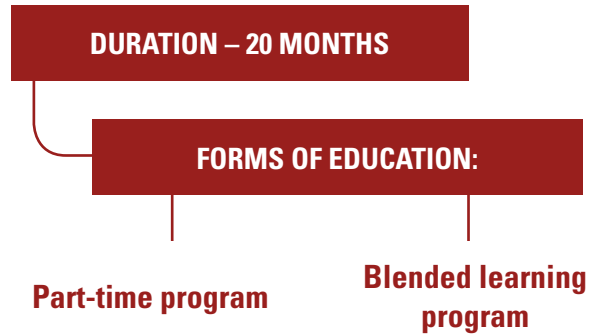 DURATION – 20 MONTHS
FORMS OF EDUCATION:
Part-time program
Blended learning
program